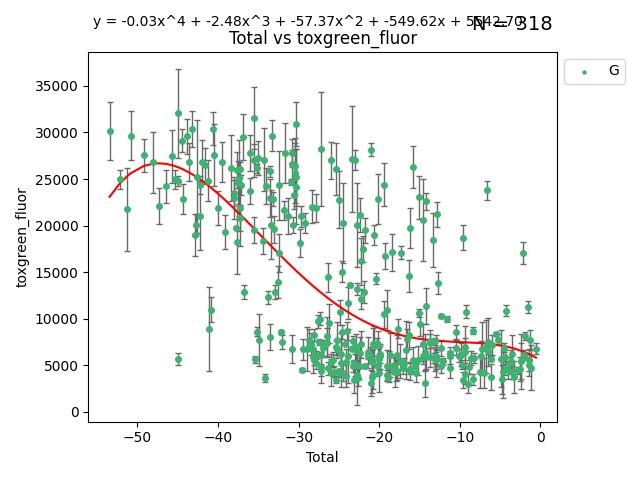 y = -0.03x^4 + -2.48x^3 + -57.37x^2 + -549.62x + 5642.70
N = 318
Total vs toxgreen_fluor
G
toxgreen_fluor
35000
30000
25000
20000
15000
10000
5000
0
−50 −40 −30 −20 −10 0
Total